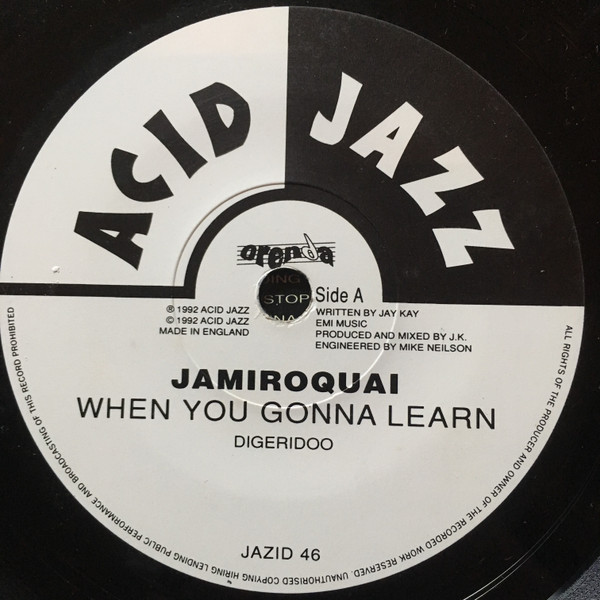 ACID JAZZ
orenda
ING
STOP
NNA
Side A
℗ 1992 ACID JAZZ
© 1992 ACID JAZZ
MADE IN ENGLAND
WRITTEN BY JAY KAY
EMI MUSIC
PRODUCED AND MIXED BY J.K.
ENGINEERED BY MIKE NEILSON
JAMIROQUAI
WHEN YOU GONNA LEARN
DIGERIDOO
JAZID 46
ALL RIGHTS OF THE PRODUCER AND OWNER OF THE RECORDED WORK RESERVED. UNAUTHORISED COPYING HIRING LENDING PUBLIC PERFORMANCE AND BROADCASTING OF THIS RECORD PROHIBITED